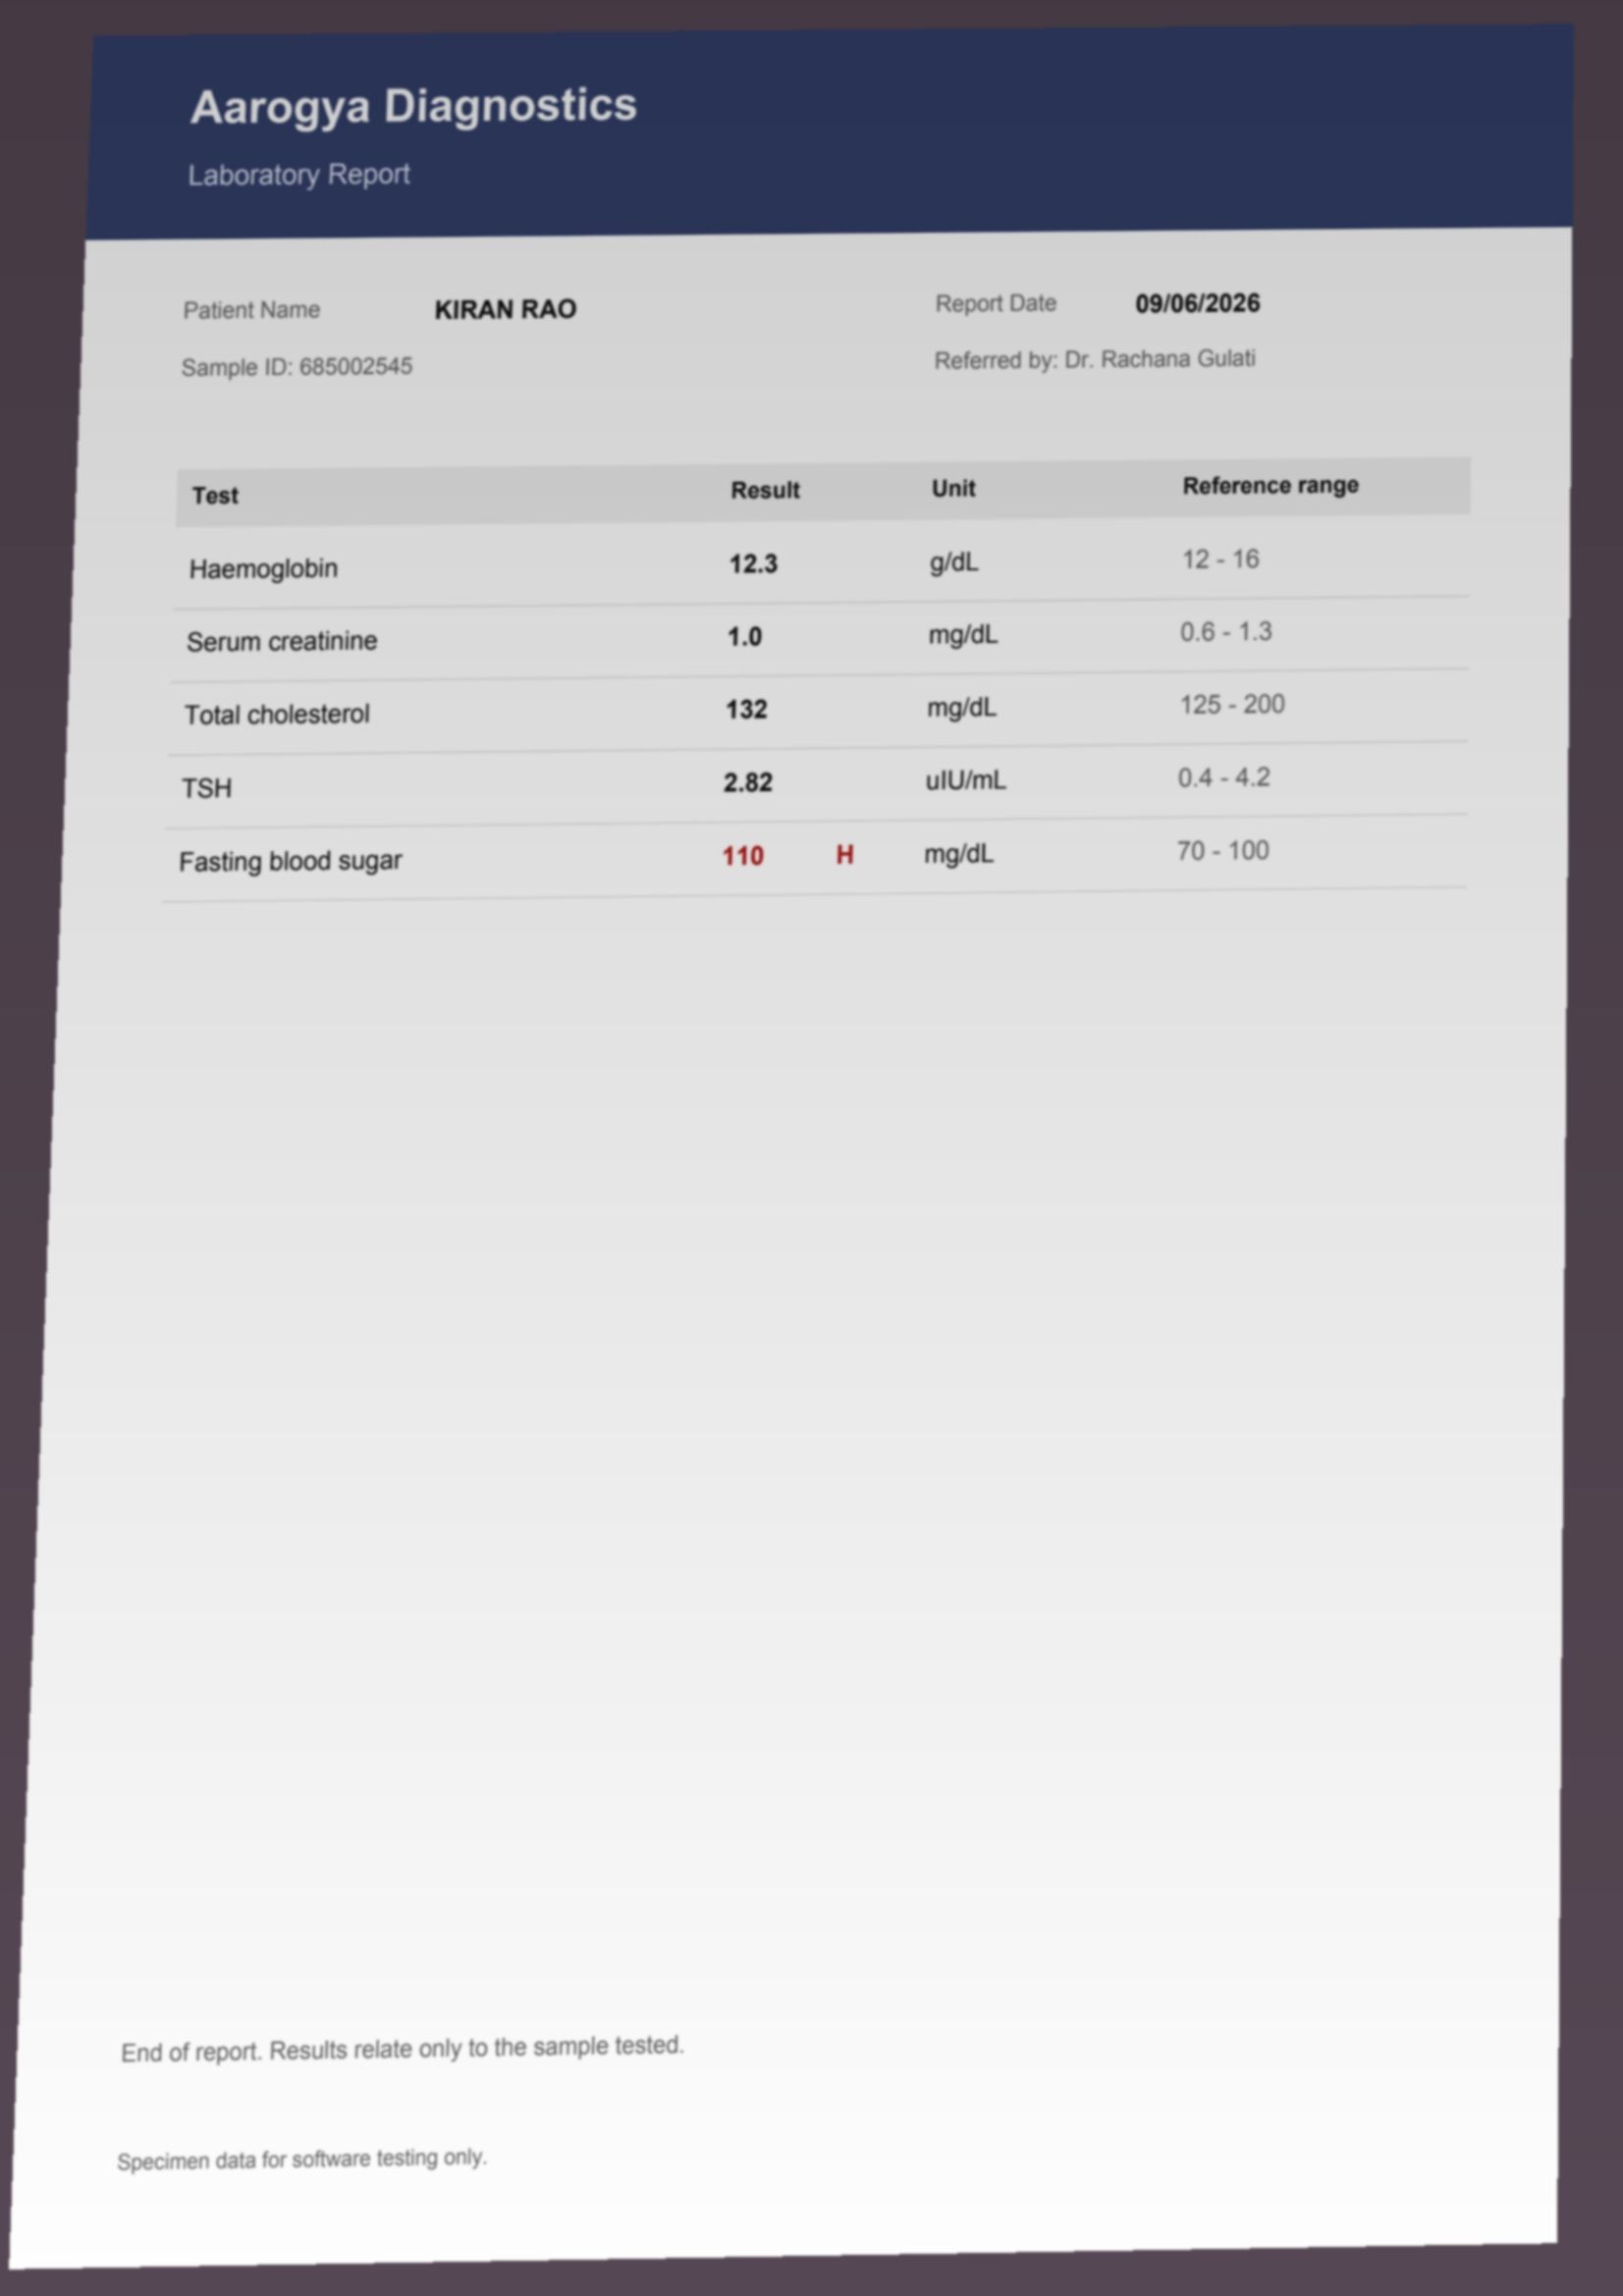 Aarogya Diagnostics
Laboratory Report
Patient Name KIRAN RAO Report Date 09/06/2026
Sample ID: 685002545 Referred by: Dr. Rachana Gulati
Test Result Unit Reference range
Haemoglobin 12.3 g/dL 12 - 16
Serum creatinine 1.0 mg/dL 0.6 - 1.3
Total cholesterol 132 mg/dL 125 - 200
TSH 2.82 uIU/mL 0.4 - 4.2
Fasting blood sugar 110 H mg/dL 70 - 100
End of report. Results relate only to the sample tested.
Specimen data for software testing only.